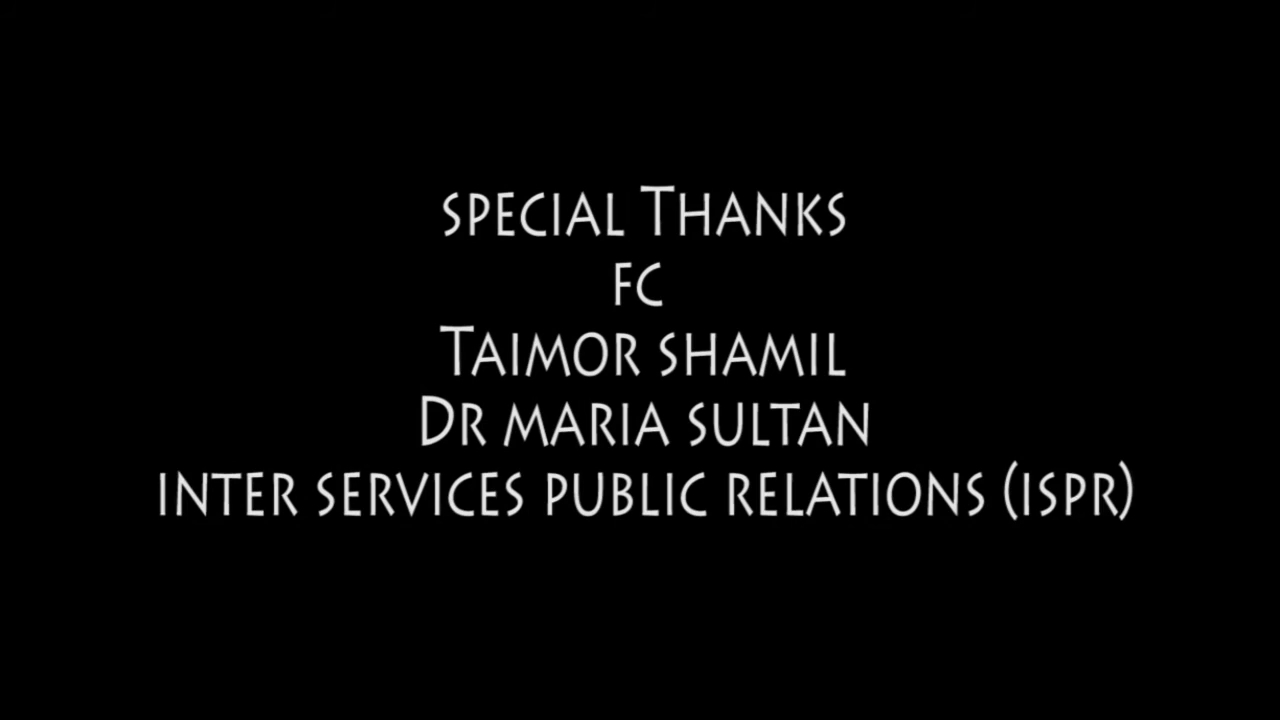 SPECIAL THANKS
FC
TAIMOR SHAMIL
DR MARIA SULTAN
INTER SERVICES PUBLIC RELATIONS (ISPR)